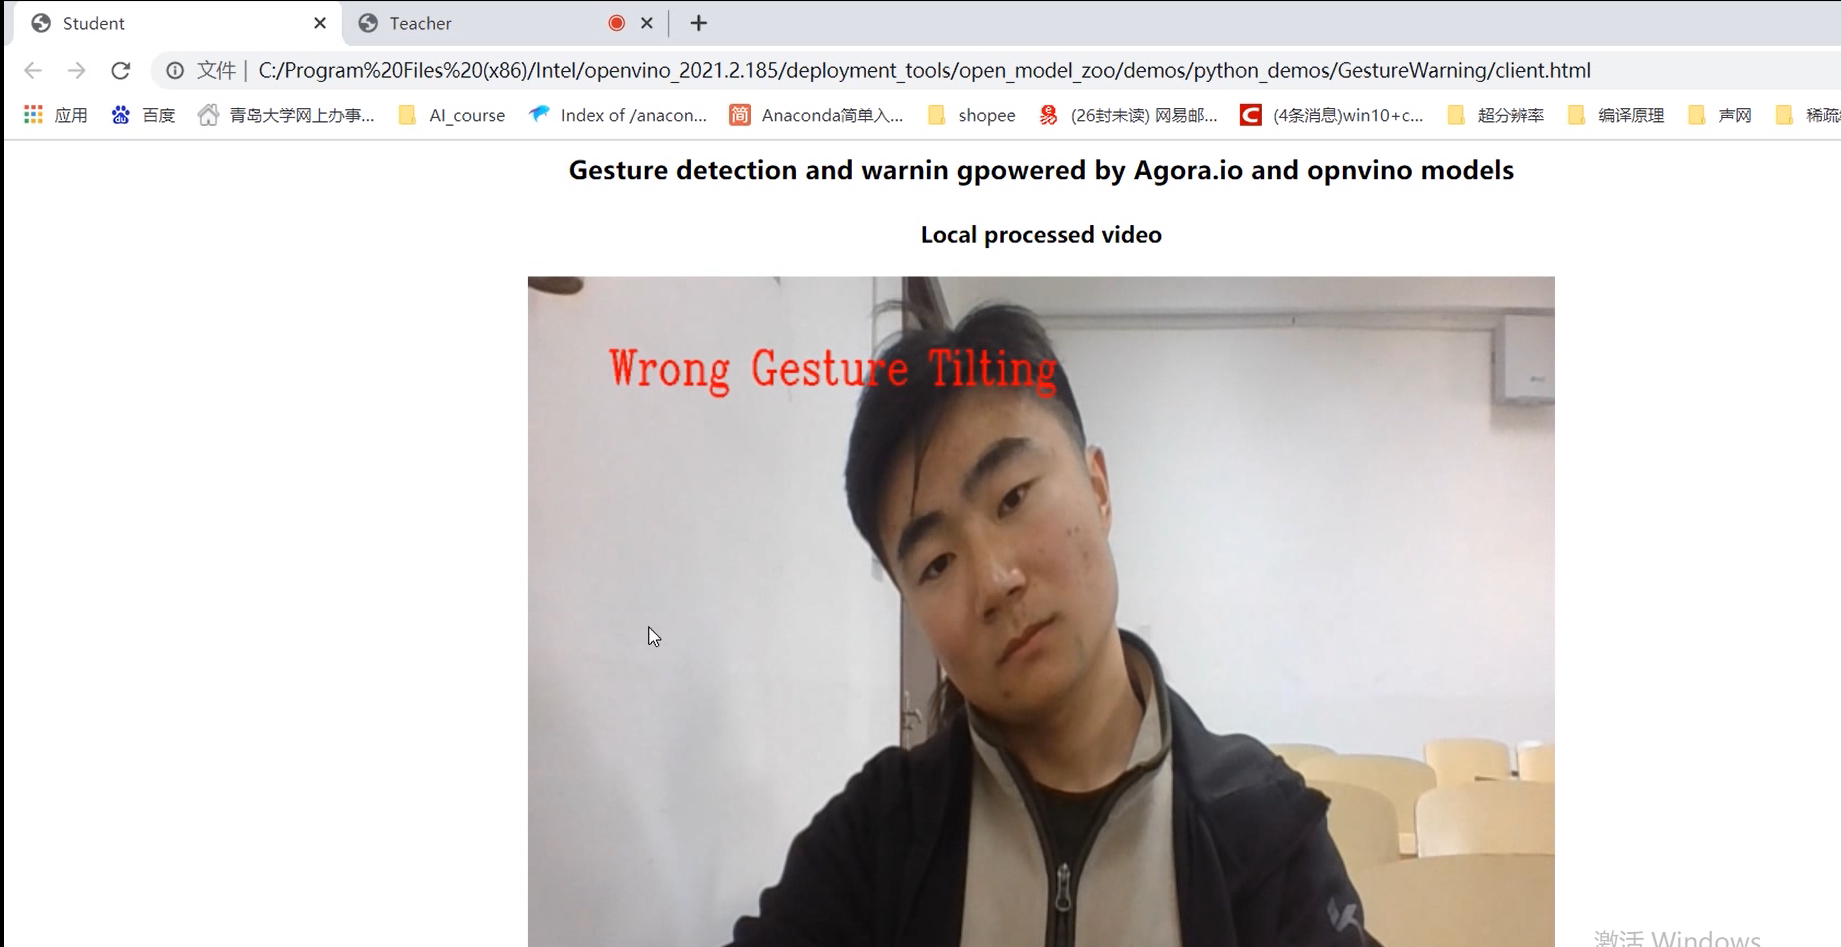 Student
Teacher
文件 | C:/Program%20Files%20(x86)/Intel/openvino_2021.2.185/deployment_tools/open_model_zoo/demos/python_demos/GestureWarning/client.html
应用 百度 青岛大学网上办事... AI_course Index of /anacon... 简 Anaconda简单入... shopee (26封未读) 网易邮... C (4条消息)win10+c... 超分辨率 编译原理 声网
Gesture detection and warnin gpowered by Agora.io and opnvino models
Local processed video
Wrong Gesture Tilting
激活 Windows